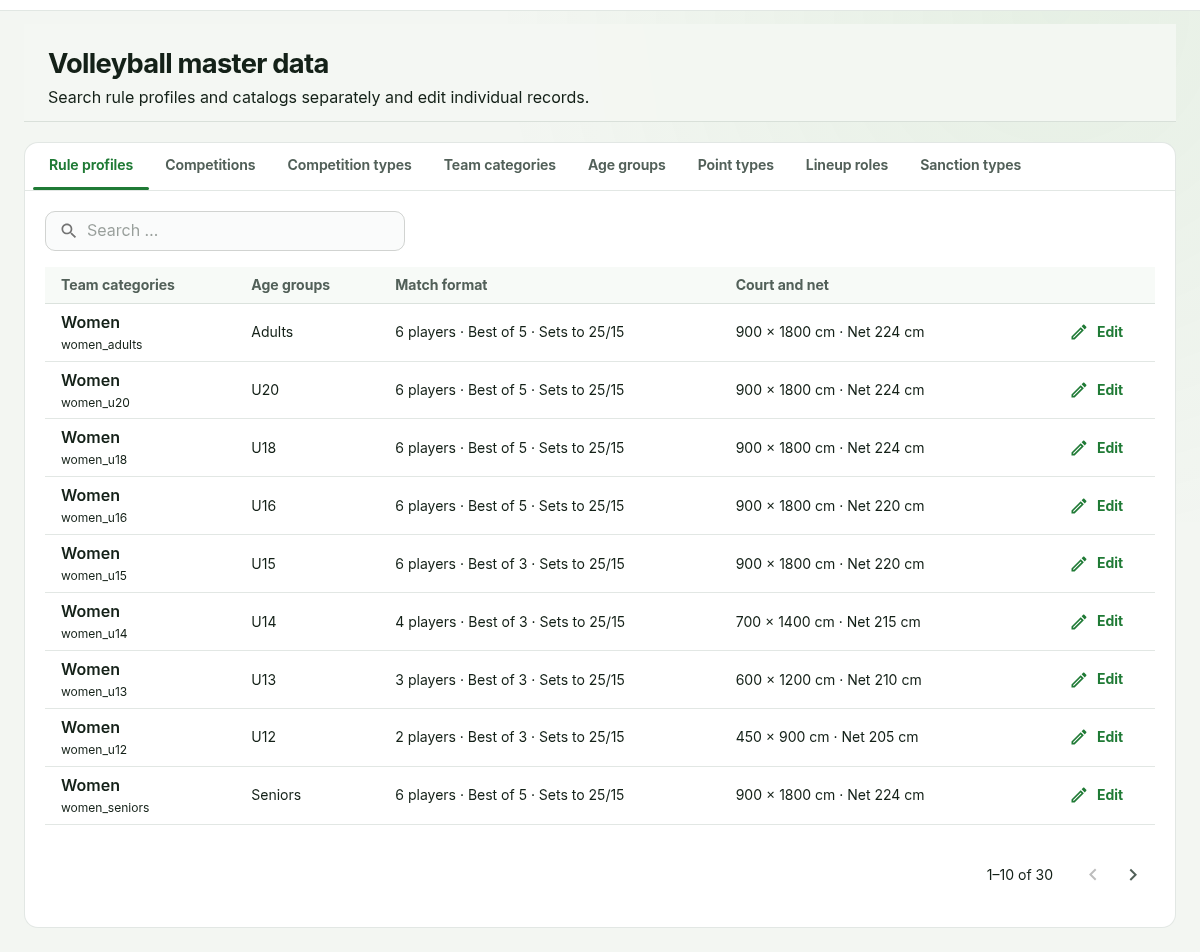 Volleyball master data
Search rule profiles and catalogs separately and edit individual records.
Rule profiles Competitions Competition types Team categories Age groups Point types Lineup roles Sanction types
Search ...
Team categories Age groups Match format Court and net
Women
women_adults
Adults 6 players · Best of 5 · Sets to 25/15 900 × 1800 cm · Net 224 cm Edit
Women
women_u20
U20 6 players · Best of 5 · Sets to 25/15 900 × 1800 cm · Net 224 cm Edit
Women
women_u18
U18 6 players · Best of 5 · Sets to 25/15 900 × 1800 cm · Net 224 cm Edit
Women
women_u16
U16 6 players · Best of 5 · Sets to 25/15 900 × 1800 cm · Net 220 cm Edit
Women
women_u15
U15 6 players · Best of 3 · Sets to 25/15 900 × 1800 cm · Net 220 cm Edit
Women
women_u14
U14 4 players · Best of 3 · Sets to 25/15 700 × 1400 cm · Net 215 cm Edit
Women
women_u13
U13 3 players · Best of 3 · Sets to 25/15 600 × 1200 cm · Net 210 cm Edit
Women
women_u12
U12 2 players · Best of 3 · Sets to 25/15 450 × 900 cm · Net 205 cm Edit
Women
women_seniors
Seniors 6 players · Best of 5 · Sets to 25/15 900 × 1800 cm · Net 224 cm Edit
1–10 of 30